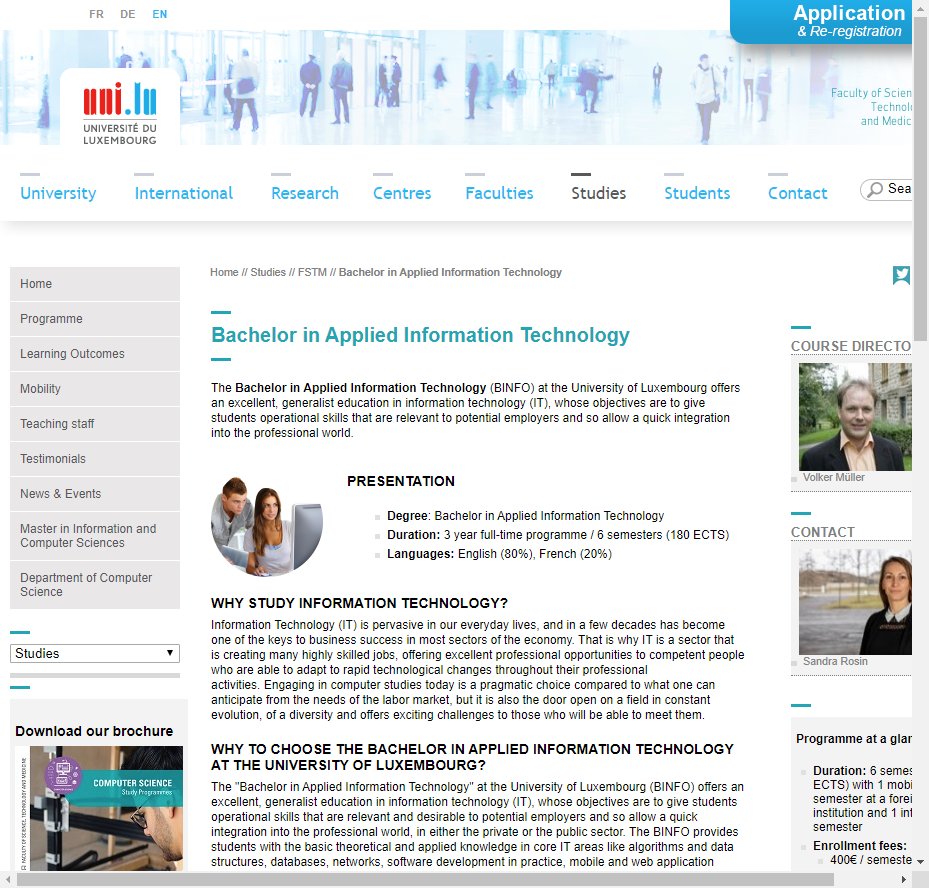 FR DE EN
Application
& Re-registration
uni.lu
UNIVERSITÉ DU
LUXEMBOURG
Faculty of Scien
Technol
and Medic
University International Research Centres Faculties Studies Students Contact Sea
Home // Studies // FSTM // Bachelor in Applied Information Technology
Home
Programme
Learning Outcomes
Mobility
Teaching staff
Testimonials
News & Events
Master in Information and
Computer Sciences
Department of Computer
Science
Studies
Download our brochure
FACULTY OF SCIENCE, TECHNOLOGY AND MEDICINE
COMPUTER SCIENCE
Study Programmes
Bachelor in Applied Information Technology
The Bachelor in Applied Information Technology (BINFO) at the University of Luxembourg offers
an excellent, generalist education in information technology (IT), whose objectives are to give
students operational skills that are relevant to potential employers and so allow a quick integration
into the professional world.
PRESENTATION
Degree: Bachelor in Applied Information Technology
Duration: 3 year full-time programme / 6 semesters (180 ECTS)
Languages: English (80%), French (20%)
WHY STUDY INFORMATION TECHNOLOGY?
Information Technology (IT) is pervasive in our everyday lives, and in a few decades has become
one of the keys to business success in most sectors of the economy. That is why IT is a sector that
is creating many highly skilled jobs, offering excellent professional opportunities to competent people
who are able to adapt to rapid technological changes throughout their professional
activities. Engaging in computer studies today is a pragmatic choice compared to what one can
anticipate from the needs of the labor market, but it is also the door open on a field in constant
evolution, of a diversity and offers exciting challenges to those who will be able to meet them.
WHY TO CHOOSE THE BACHELOR IN APPLIED INFORMATION TECHNOLOGY
AT THE UNIVERSITY OF LUXEMBOURG?
The "Bachelor in Applied Information Technology" at the University of Luxembourg (BINFO) offers an
excellent, generalist education in information technology (IT), whose objectives are to give students
operational skills that are relevant and desirable to potential employers and so allow a quick
integration into the professional world, in either the private or the public sector. The BINFO provides
students with the basic theoretical and applied knowledge in core IT areas like algorithms and data
structures, databases, networks, software development in practice, mobile and web application
COURSE DIRECTO
Volker Müller
CONTACT
Sandra Rosin
Programme at a glan
Duration: 6 semes
ECTS) with 1 mobi
semester at a forei
institution and 1 inf
semester
Enrollment fees:
400€ / semeste